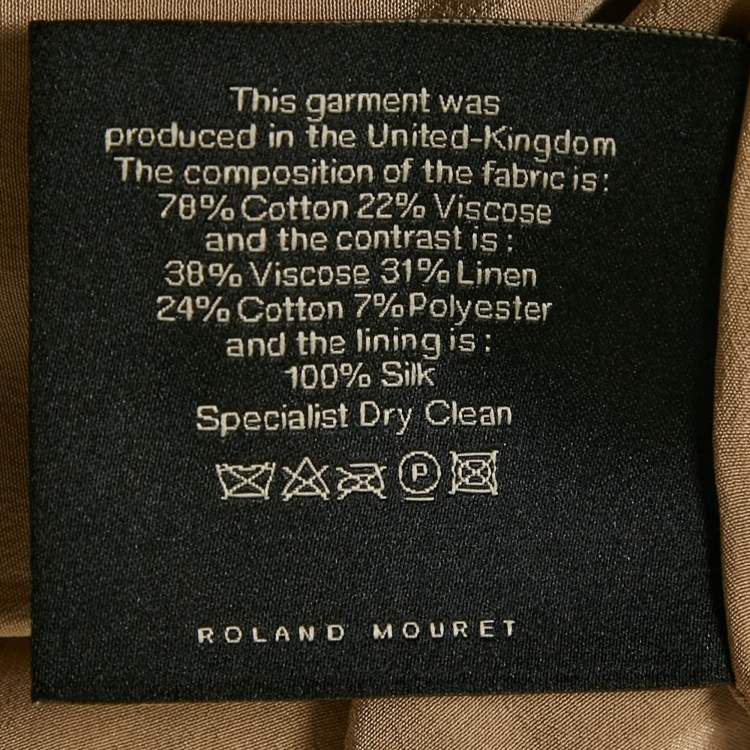 This garment was
produced in the United-Kingdom
The composition of the fabric is:
78% Cotton 22% Viscose
and the contrast is:
38% Viscose 31% Linen
24% Cotton 7% Polyester
and the lining is:
100% Silk
Specialist Dry Clean
P
ROLAND MOURET